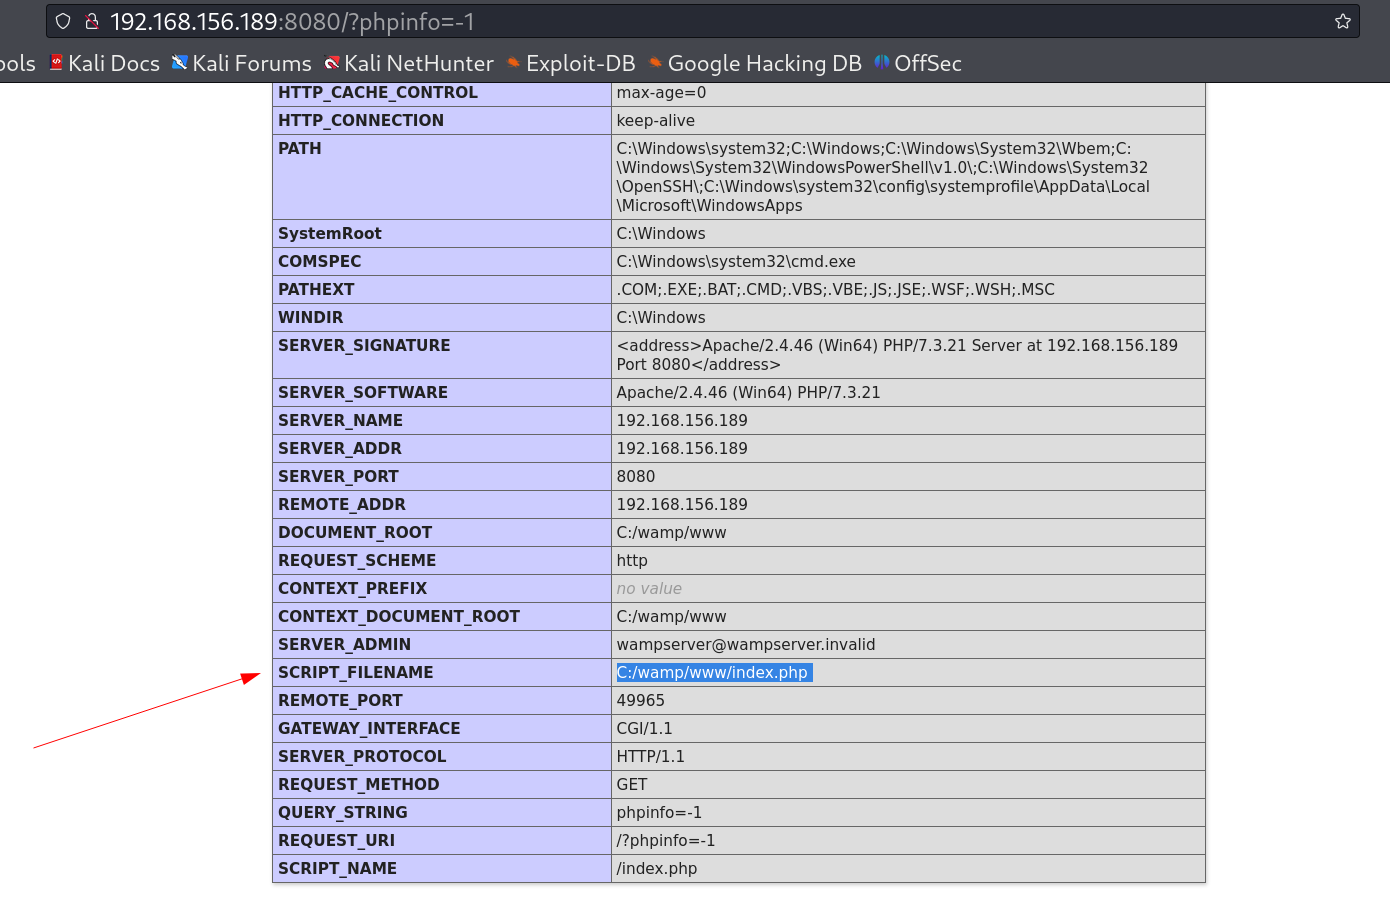 192.168.156.189:8080/?phpinfo=-1
ools Kali Docs Kali Forums Kali NetHunter Exploit-DB Google Hacking DB OffSec
HTTP_CACHE_CONTROL max-age=0
HTTP_CONNECTION keep-alive
PATH C:\Windows\system32;C:\Windows;C:\Windows\System32\Wbem;C:
\Windows\System32\WindowsPowerShell\v1.0\;C:\Windows\System32
\OpenSSH\;C:\Windows\system32\config\systemprofile\AppData\Local
\Microsoft\WindowsApps
SystemRoot C:\Windows
COMSPEC C:\Windows\system32\cmd.exe
PATHEXT .COM;.EXE;.BAT;.CMD;.VBS;.VBE;.JS;.JSE;.WSF;.WSH;.MSC
WINDIR C:\Windows
SERVER_SIGNATURE <address>Apache/2.4.46 (Win64) PHP/7.3.21 Server at 192.168.156.189
Port 8080</address>
SERVER_SOFTWARE Apache/2.4.46 (Win64) PHP/7.3.21
SERVER_NAME 192.168.156.189
SERVER_ADDR 192.168.156.189
SERVER_PORT 8080
REMOTE_ADDR 192.168.156.189
DOCUMENT_ROOT C:/wamp/www
REQUEST_SCHEME http
CONTEXT_PREFIX no value
CONTEXT_DOCUMENT_ROOT C:/wamp/www
SERVER_ADMIN wampserver@wampserver.invalid
SCRIPT_FILENAME C:/wamp/www/index.php
REMOTE_PORT 49965
GATEWAY_INTERFACE CGI/1.1
SERVER_PROTOCOL HTTP/1.1
REQUEST_METHOD GET
QUERY_STRING phpinfo=-1
REQUEST_URI /?phpinfo=-1
SCRIPT_NAME /index.php